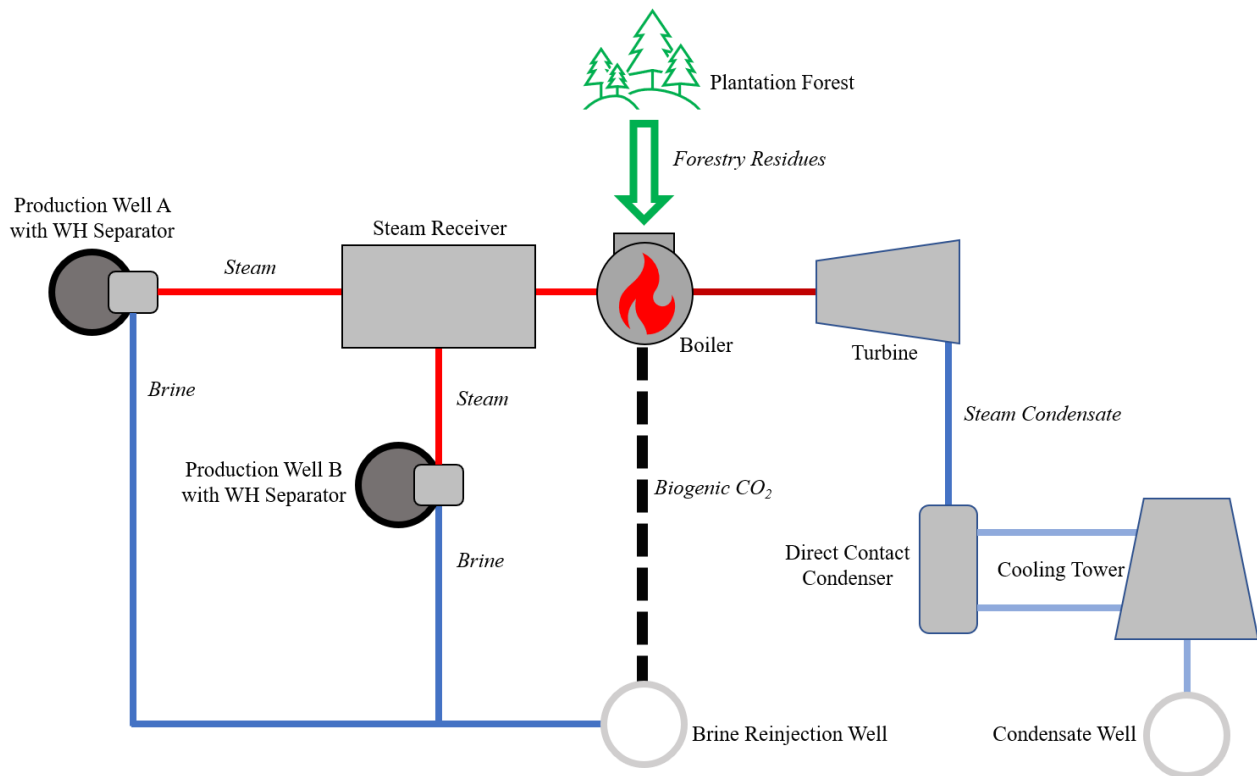 Plantation Forest
Forestry Residues
Production Well A
with WH Separator
Steam
Steam Receiver
Boiler
Turbine
Brine
Steam
Steam Condensate
Production Well B
with WH Separator
Biogenic CO₂
Brine
Direct Contact
Condenser
Cooling Tower
Brine Reinjection Well
Condensate Well